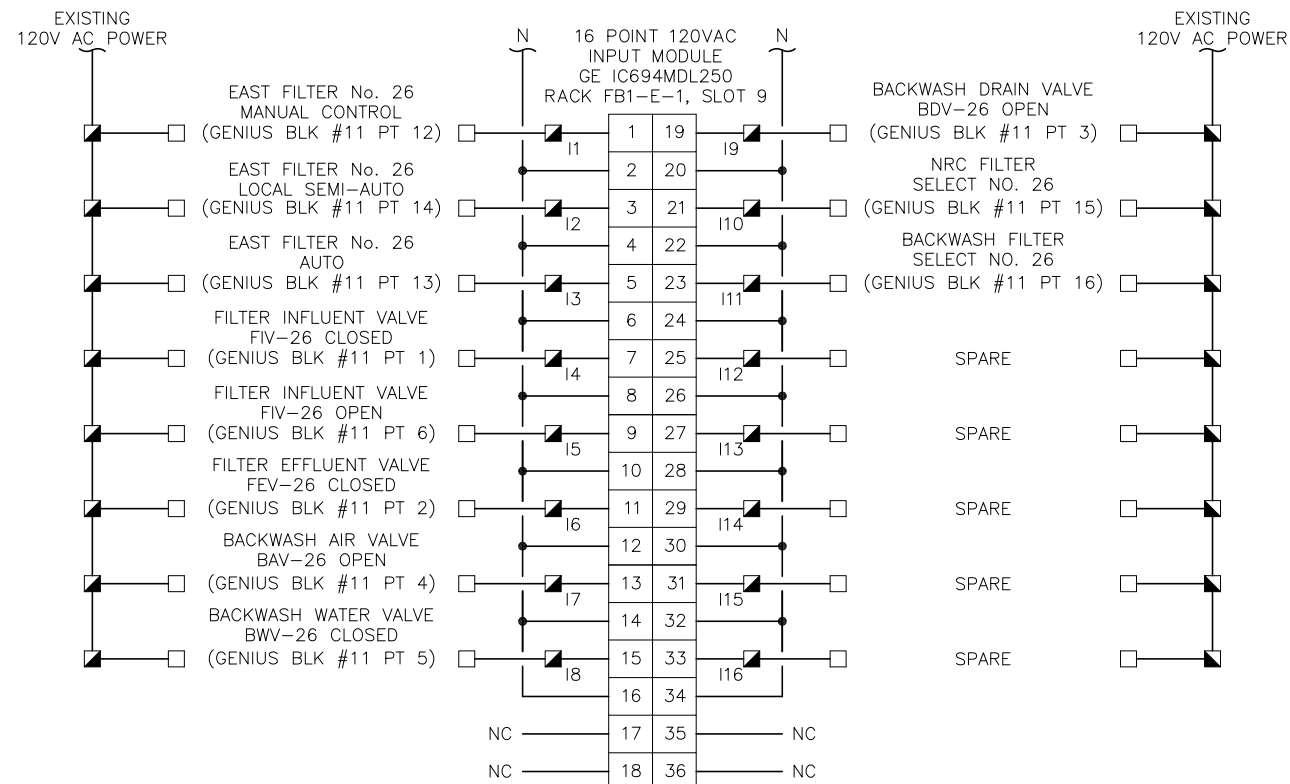 EXISTING
120V AC POWER
N
16 POINT 120VAC
INPUT MODULE
GE IC694MDL250
RACK FB1-E-1, SLOT 9
N
EXISTING
120V AC POWER
EAST FILTER No. 26
MANUAL CONTROL
(GENIUS BLK #11 PT 12)
I1
1
19
I9
BACKWASH DRAIN VALVE
BDV-26 OPEN
(GENIUS BLK #11 PT 3)
2
20
EAST FILTER No. 26
LOCAL SEMI-AUTO
(GENIUS BLK #11 PT 14)
I2
3
21
I10
NRC FILTER
SELECT NO. 26
(GENIUS BLK #11 PT 15)
4
22
EAST FILTER No. 26
AUTO
(GENIUS BLK #11 PT 13)
I3
5
23
I11
BACKWASH FILTER
SELECT NO. 26
(GENIUS BLK #11 PT 16)
6
24
FILTER INFLUENT VALVE
FIV-26 CLOSED
(GENIUS BLK #11 PT 1)
I4
7
25
I12
SPARE
8
26
FILTER INFLUENT VALVE
FIV-26 OPEN
(GENIUS BLK #11 PT 6)
I5
9
27
I13
SPARE
10
28
FILTER EFFLUENT VALVE
FEV-26 CLOSED
(GENIUS BLK #11 PT 2)
I6
11
29
I14
SPARE
12
30
BACKWASH AIR VALVE
BAV-26 OPEN
(GENIUS BLK #11 PT 4)
I7
13
31
I15
SPARE
14
32
BACKWASH WATER VALVE
BWV-26 CLOSED
(GENIUS BLK #11 PT 5)
I8
15
33
I16
SPARE
16
34
NC
17
35
NC
NC
18
36
NC